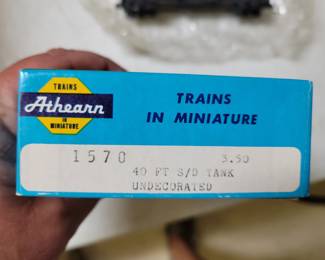 TRAINS
Athearn
IN
MINIATURE
TRAINS
IN MINIATURE
1570 3.50
40 FT S/D TANK
UNDECORATED